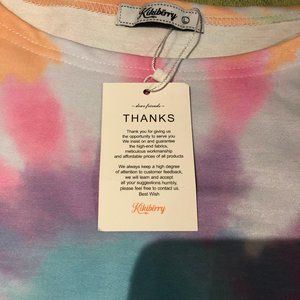 Kikiberry
L
~ dear friends ~
THANKS
Thank you for giving us
the opportunity to serve you
We insist on and guarantee
the high-end fabrics,
meticulous workmanship
and affordable prices of all products
We always keep a high degree
of attention to customer feedback,
we will learn and accept
all your suggestions humbly,
please feel free to contact us.
Best Wish
Kikiberry